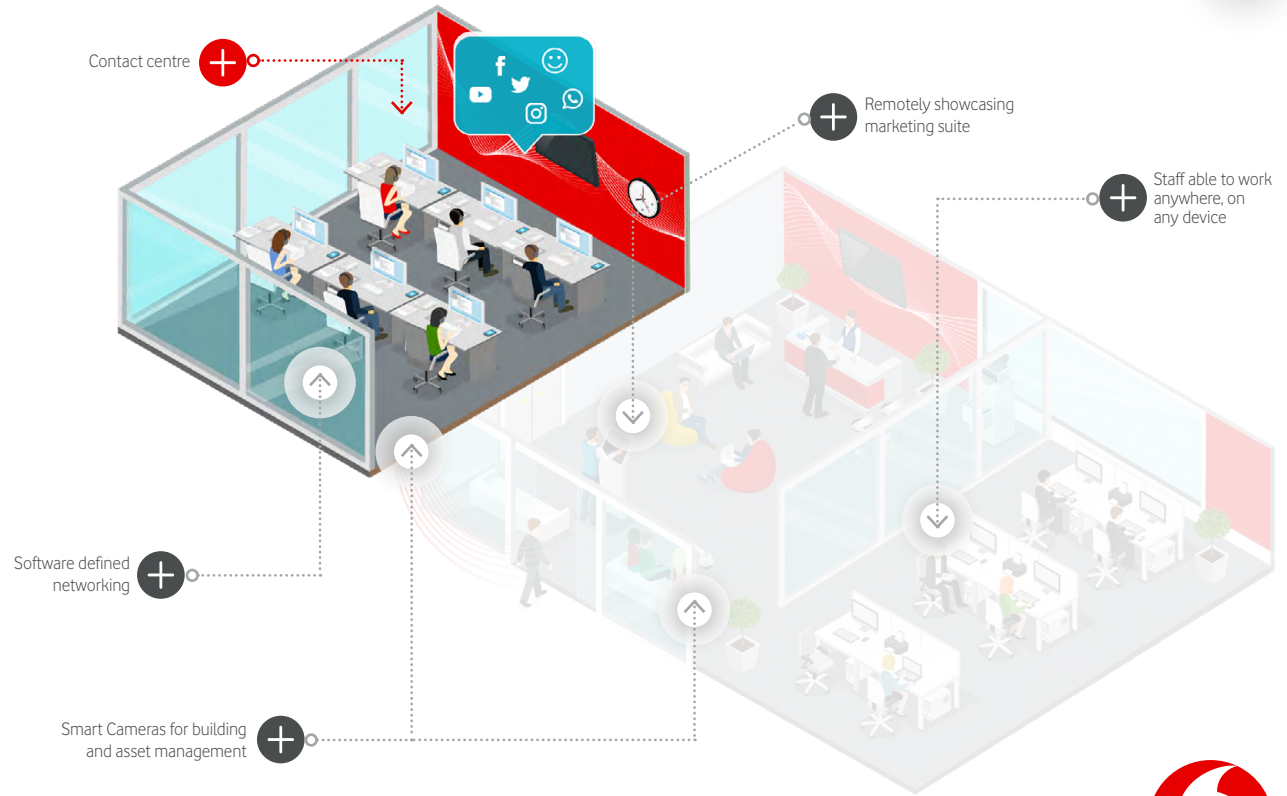 Contact centre
Remotely showcasing
marketing suite
Staff able to work
anywhere, on
any device
Software defined
networking
Smart Cameras for building
and asset management